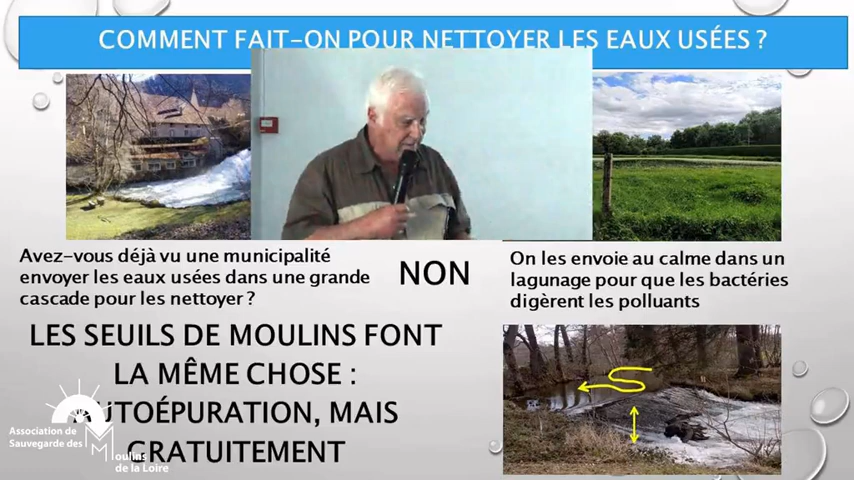 COMMENT FAIT-ON POUR NETTOYER LES EAUX USÉES ?
Avez-vous déjà vu une municipalité
envoyer les eaux usées dans une grande
cascade pour les nettoyer ?
NON
On les envoie au calme dans un
lagunage pour que les bactéries
digèrent les polluants
LES SEUILS DE MOULINS FONT
LA MÊME CHOSE :
AUTOÉPURATION, MAIS
GRATUITEMENT
Association de
Sauvegarde des
Moulins
de la Loire